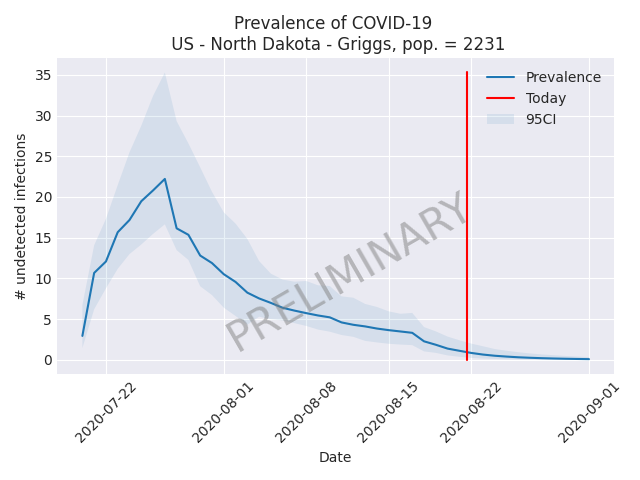 Prevalence of COVID-19
US - North Dakota - Griggs, pop. = 2231
35
30
25
20
15
10
5
0
# undetected infections
Prevalence
Today
95CI
PRELIMINARY
2020-07-22
2020-08-01
2020-08-08
2020-08-15
2020-08-22
2020-09-01
Date